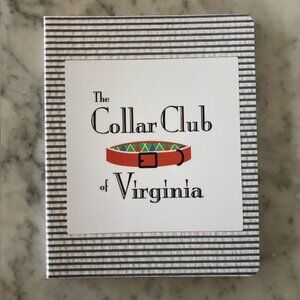 The
Collar Club
of Virginia